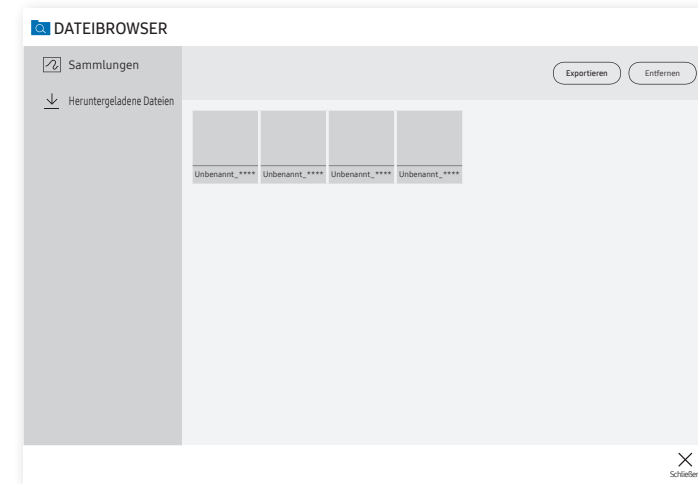 DATEIBROWSER
Sammlungen
Heruntergeladene Dateien
Exportieren
Entfernen
Unbenannt_****
Unbenannt_****
Unbenannt_****
Unbenannt_****
Schließen